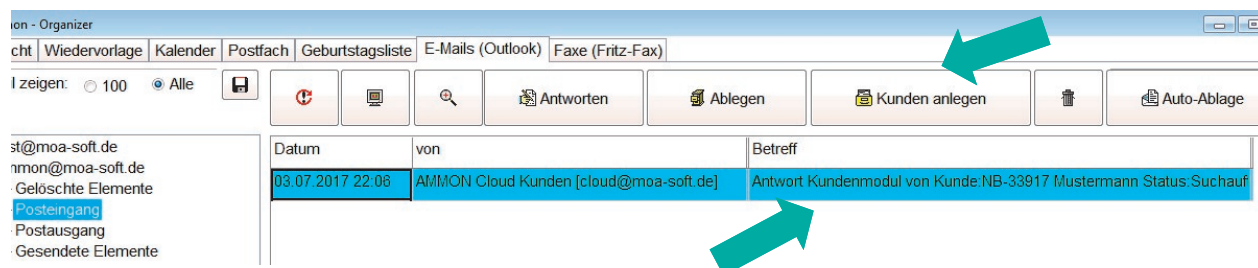 on - Organizer
cht Wiedervorlage Kalender Postfach Geburtstagsliste E-Mails (Outlook) Faxe (Fritz-Fax)
l zeigen: 100 Alle
Antworten Ablegen Kunden anlegen Auto-Ablage
st@moa-soft.de
nmon@moa-soft.de
Gelöschte Elemente
Posteingang
Postausgang
Gesendete Elemente
Datum von Betreff
03.07.2017 22:06 AMMON Cloud Kunden [cloud@moa-soft.de] Antwort Kundenmodul von Kunde:NB-33917 Mustermann Status:Suchauf